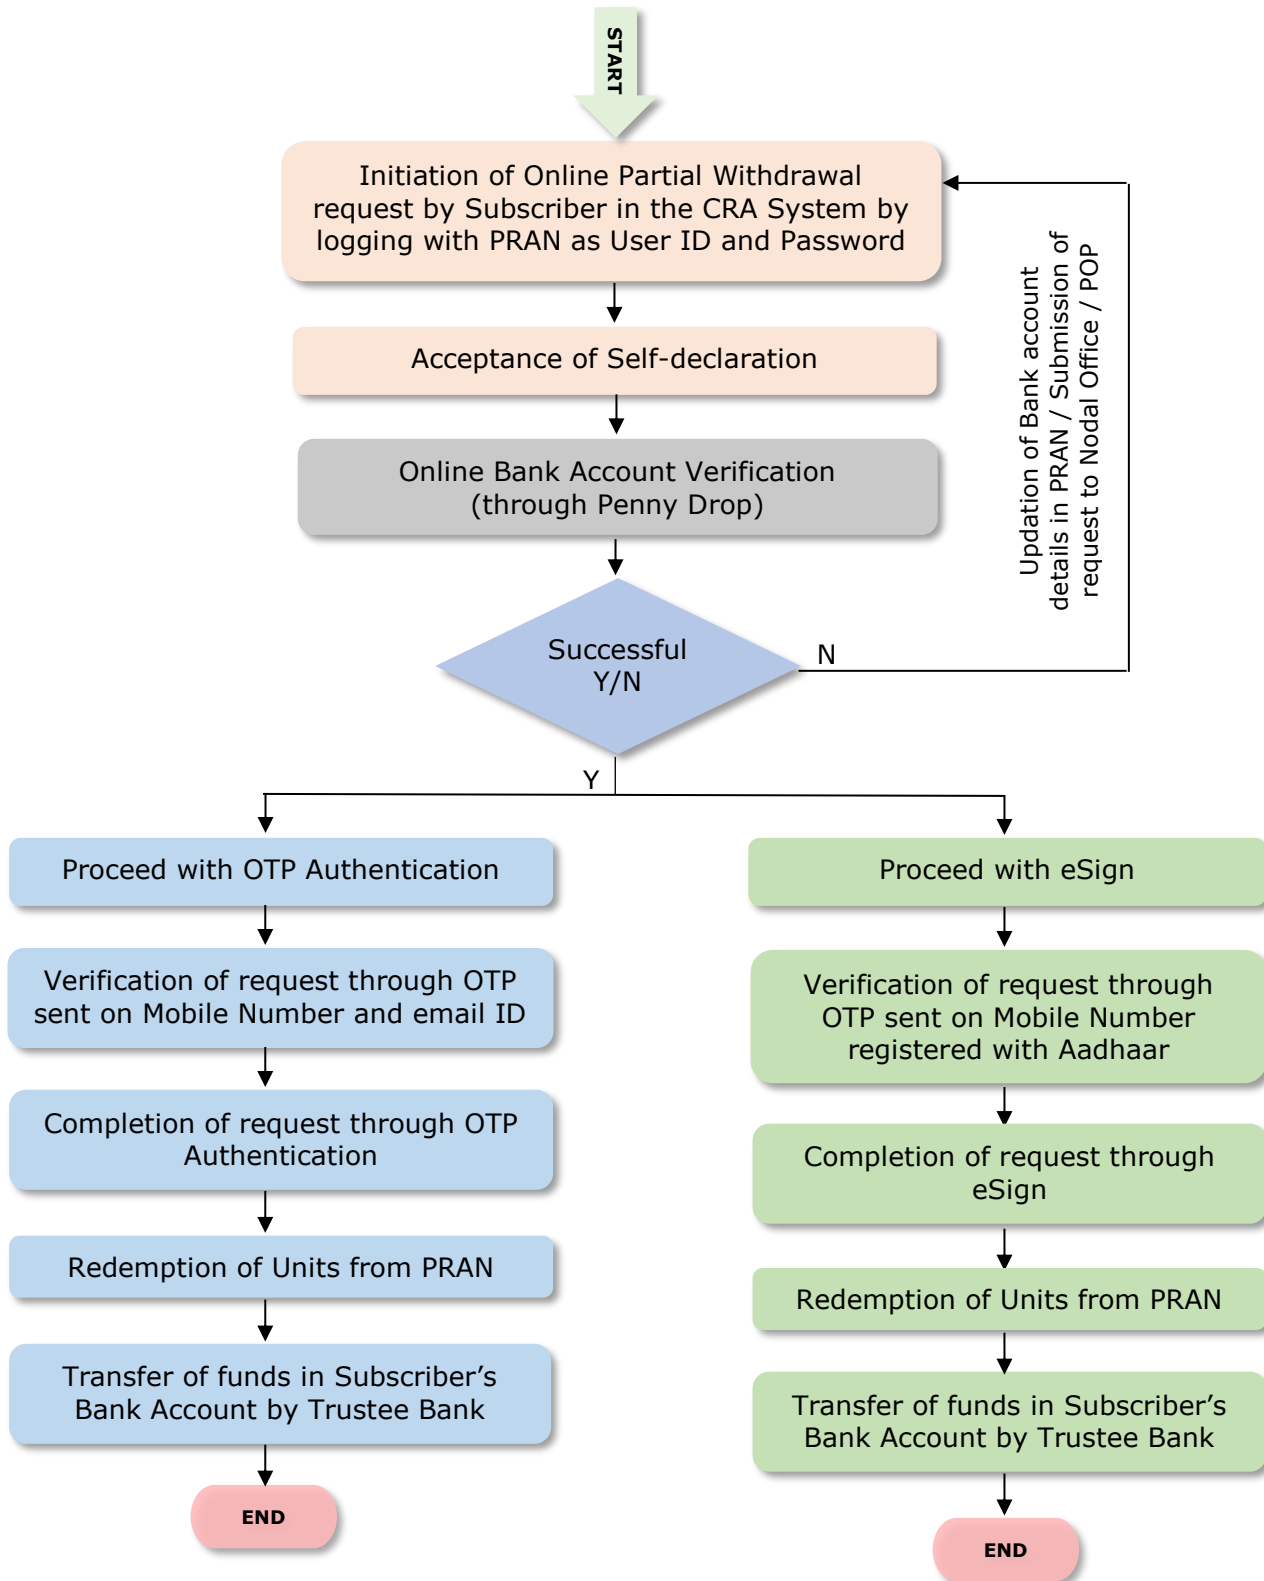 START
Initiation of Online Partial Withdrawal
request by Subscriber in the CRA System by
logging with PRAN as User ID and Password
Acceptance of Self-declaration
Online Bank Account Verification
(through Penny Drop)
Updation of Bank account
details in PRAN / Submission of
request to Nodal Office / POP
Successful
Y/N
N
Y
Proceed with OTP Authentication
Verification of request through OTP
sent on Mobile Number and email ID
Completion of request through OTP
Authentication
Redemption of Units from PRAN
Transfer of funds in Subscriber’s
Bank Account by Trustee Bank
END
Proceed with eSign
Verification of request through
OTP sent on Mobile Number
registered with Aadhaar
Completion of request through
eSign
Redemption of Units from PRAN
Transfer of funds in Subscriber’s
Bank Account by Trustee Bank
END